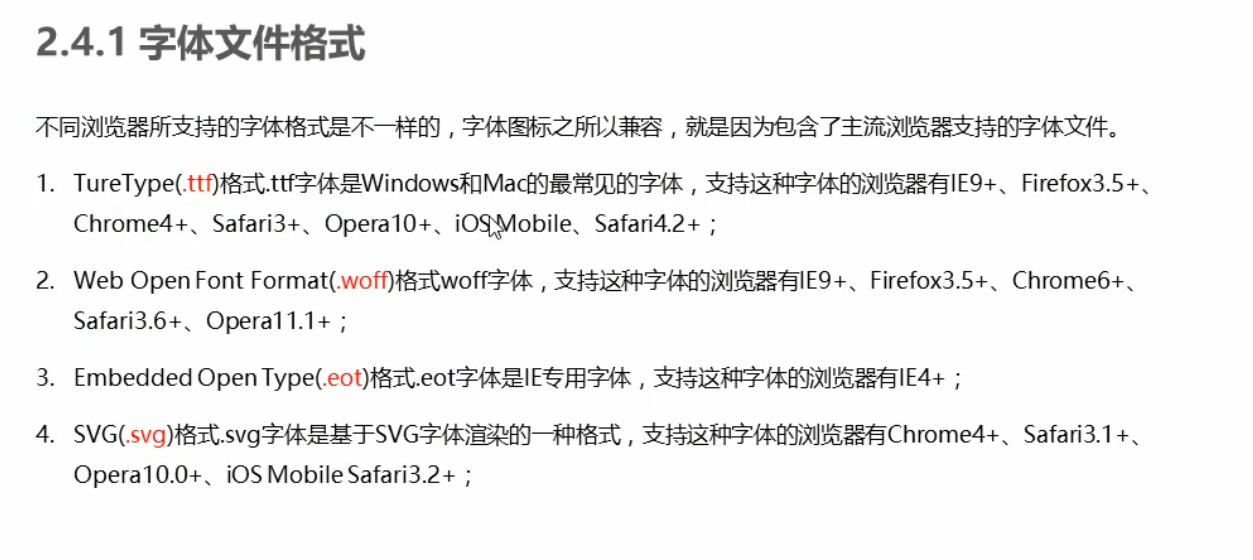 2.4.1 字体文件格式
不同浏览器所支持的字体格式是不一样的，字体图标之所以兼容，就是因为包含了主流浏览器支持的字体文件。
1. TureType(.ttf)格式.ttf字体是Windows和Mac的最常见的字体，支持这种字体的浏览器有IE9+、Firefox3.5+、
Chrome4+、Safari3+、Opera10+、iOS Mobile、Safari4.2+；
2. Web Open Font Format(.woff)格式woff字体，支持这种字体的浏览器有IE9+、Firefox3.5+、Chrome6+、
Safari3.6+、Opera11.1+；
3. Embedded Open Type(.eot)格式.eot字体是IE专用字体，支持这种字体的浏览器有IE4+；
4. SVG(.svg)格式.svg字体是基于SVG字体渲染的一种格式，支持这种字体的浏览器有Chrome4+、Safari3.1+、
Opera10.0+、iOS Mobile Safari3.2+；